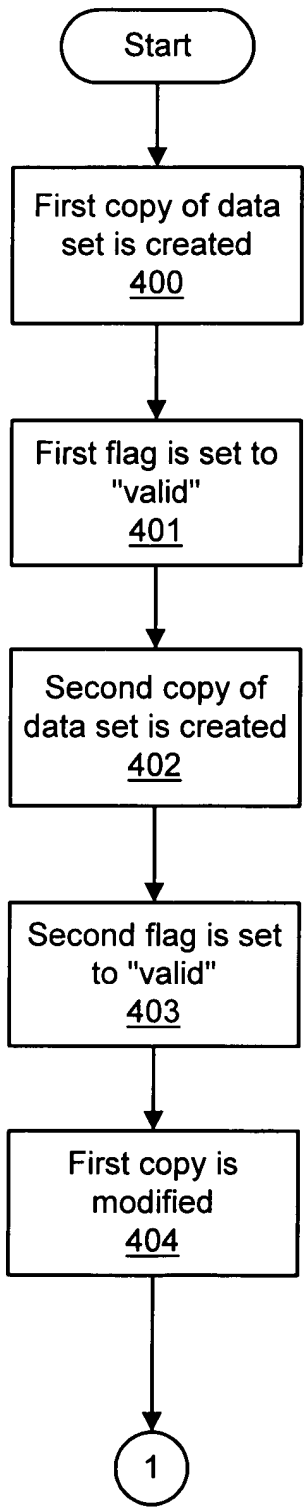 Start
First copy of data
set is created
400
First flag is set to
"valid"
401
Second copy of
data set is created
402
Second flag is set
to "valid"
403
First copy is
modified
404
1